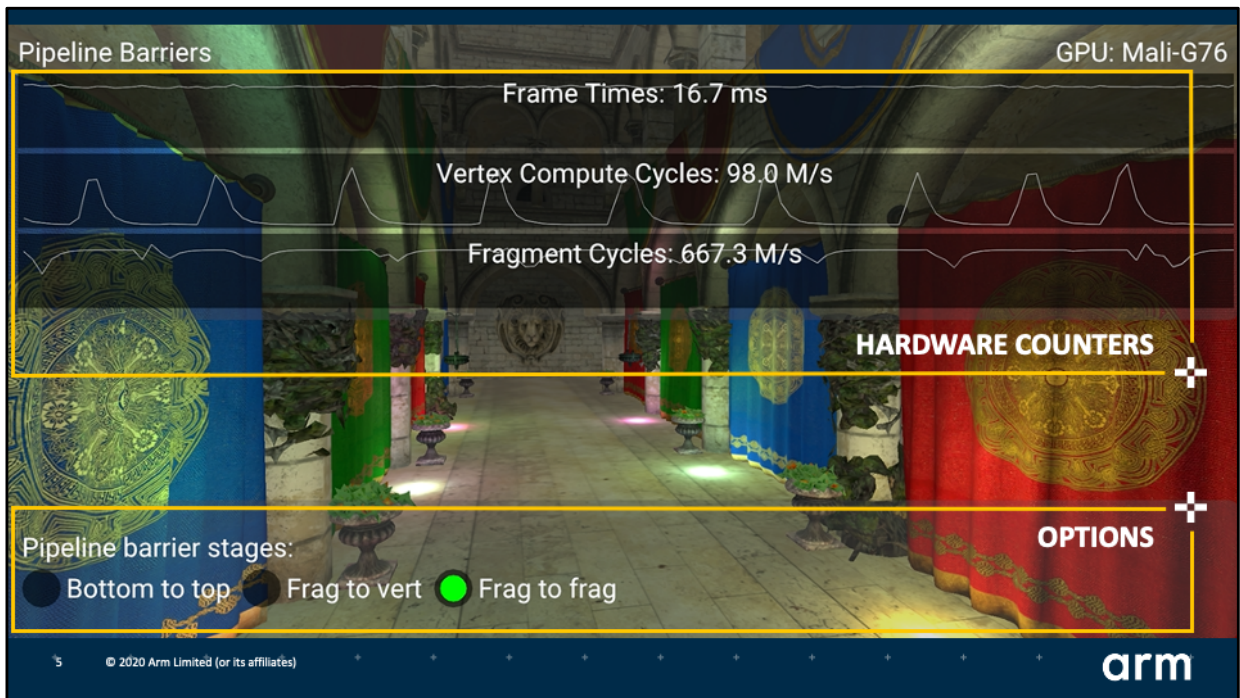 Pipeline Barriers
GPU: Mali-G76
Frame Times: 16.7 ms
Vertex Compute Cycles: 98.0 M/s
Fragment Cycles: 667.3 M/s
HARDWARE COUNTERS
OPTIONS
Pipeline barrier stages:
Bottom to top Frag to vert Frag to frag
5 © 2020 Arm Limited (or its affiliates)
arm